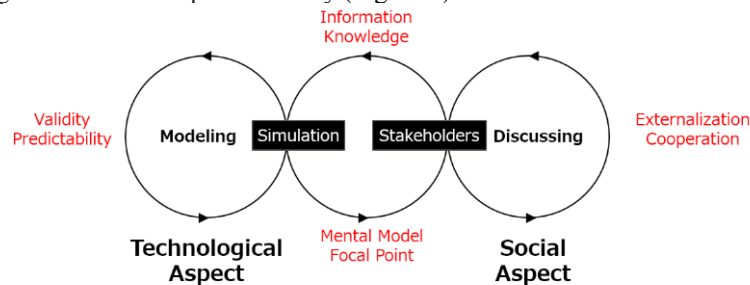 Information
Knowledge
Validity
Predictability
Modeling
Simulation
Stakeholders
Discussing
Externalization
Cooperation
Mental Model
Focal Point
Technological
Aspect
Social
Aspect